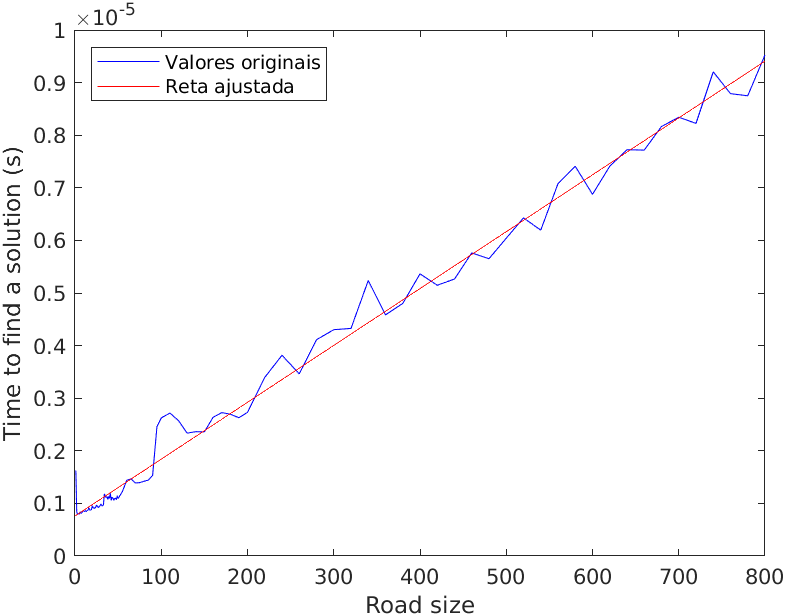 ×10-5
1
0.9
0.8
0.7
0.6
0.5
0.4
0.3
0.2
0.1
0
Valores originais
Reta ajustada
Time to find a solution (s)
0 100 200 300 400 500 600 700 800
Road size